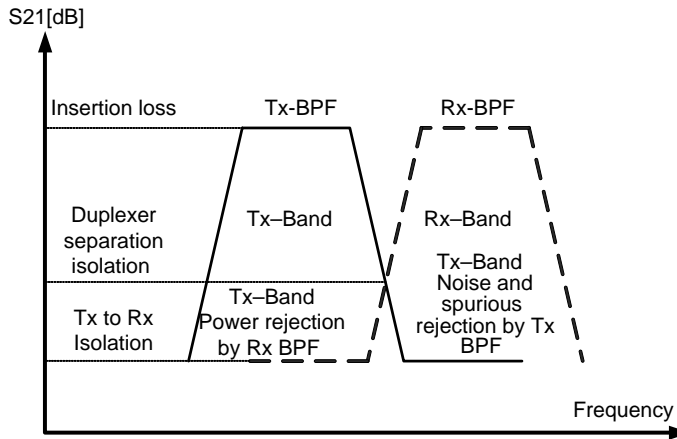 S21[dB]
Insertion loss
Tx-BPF
Rx-BPF
Duplexer
separation
isolation
Tx–Band
Rx–Band
Tx–Band
Noise and
spurious
rejection by Tx
BPF
Tx to Rx
Isolation
Tx–Band
Power rejection
by Rx BPF
Frequency